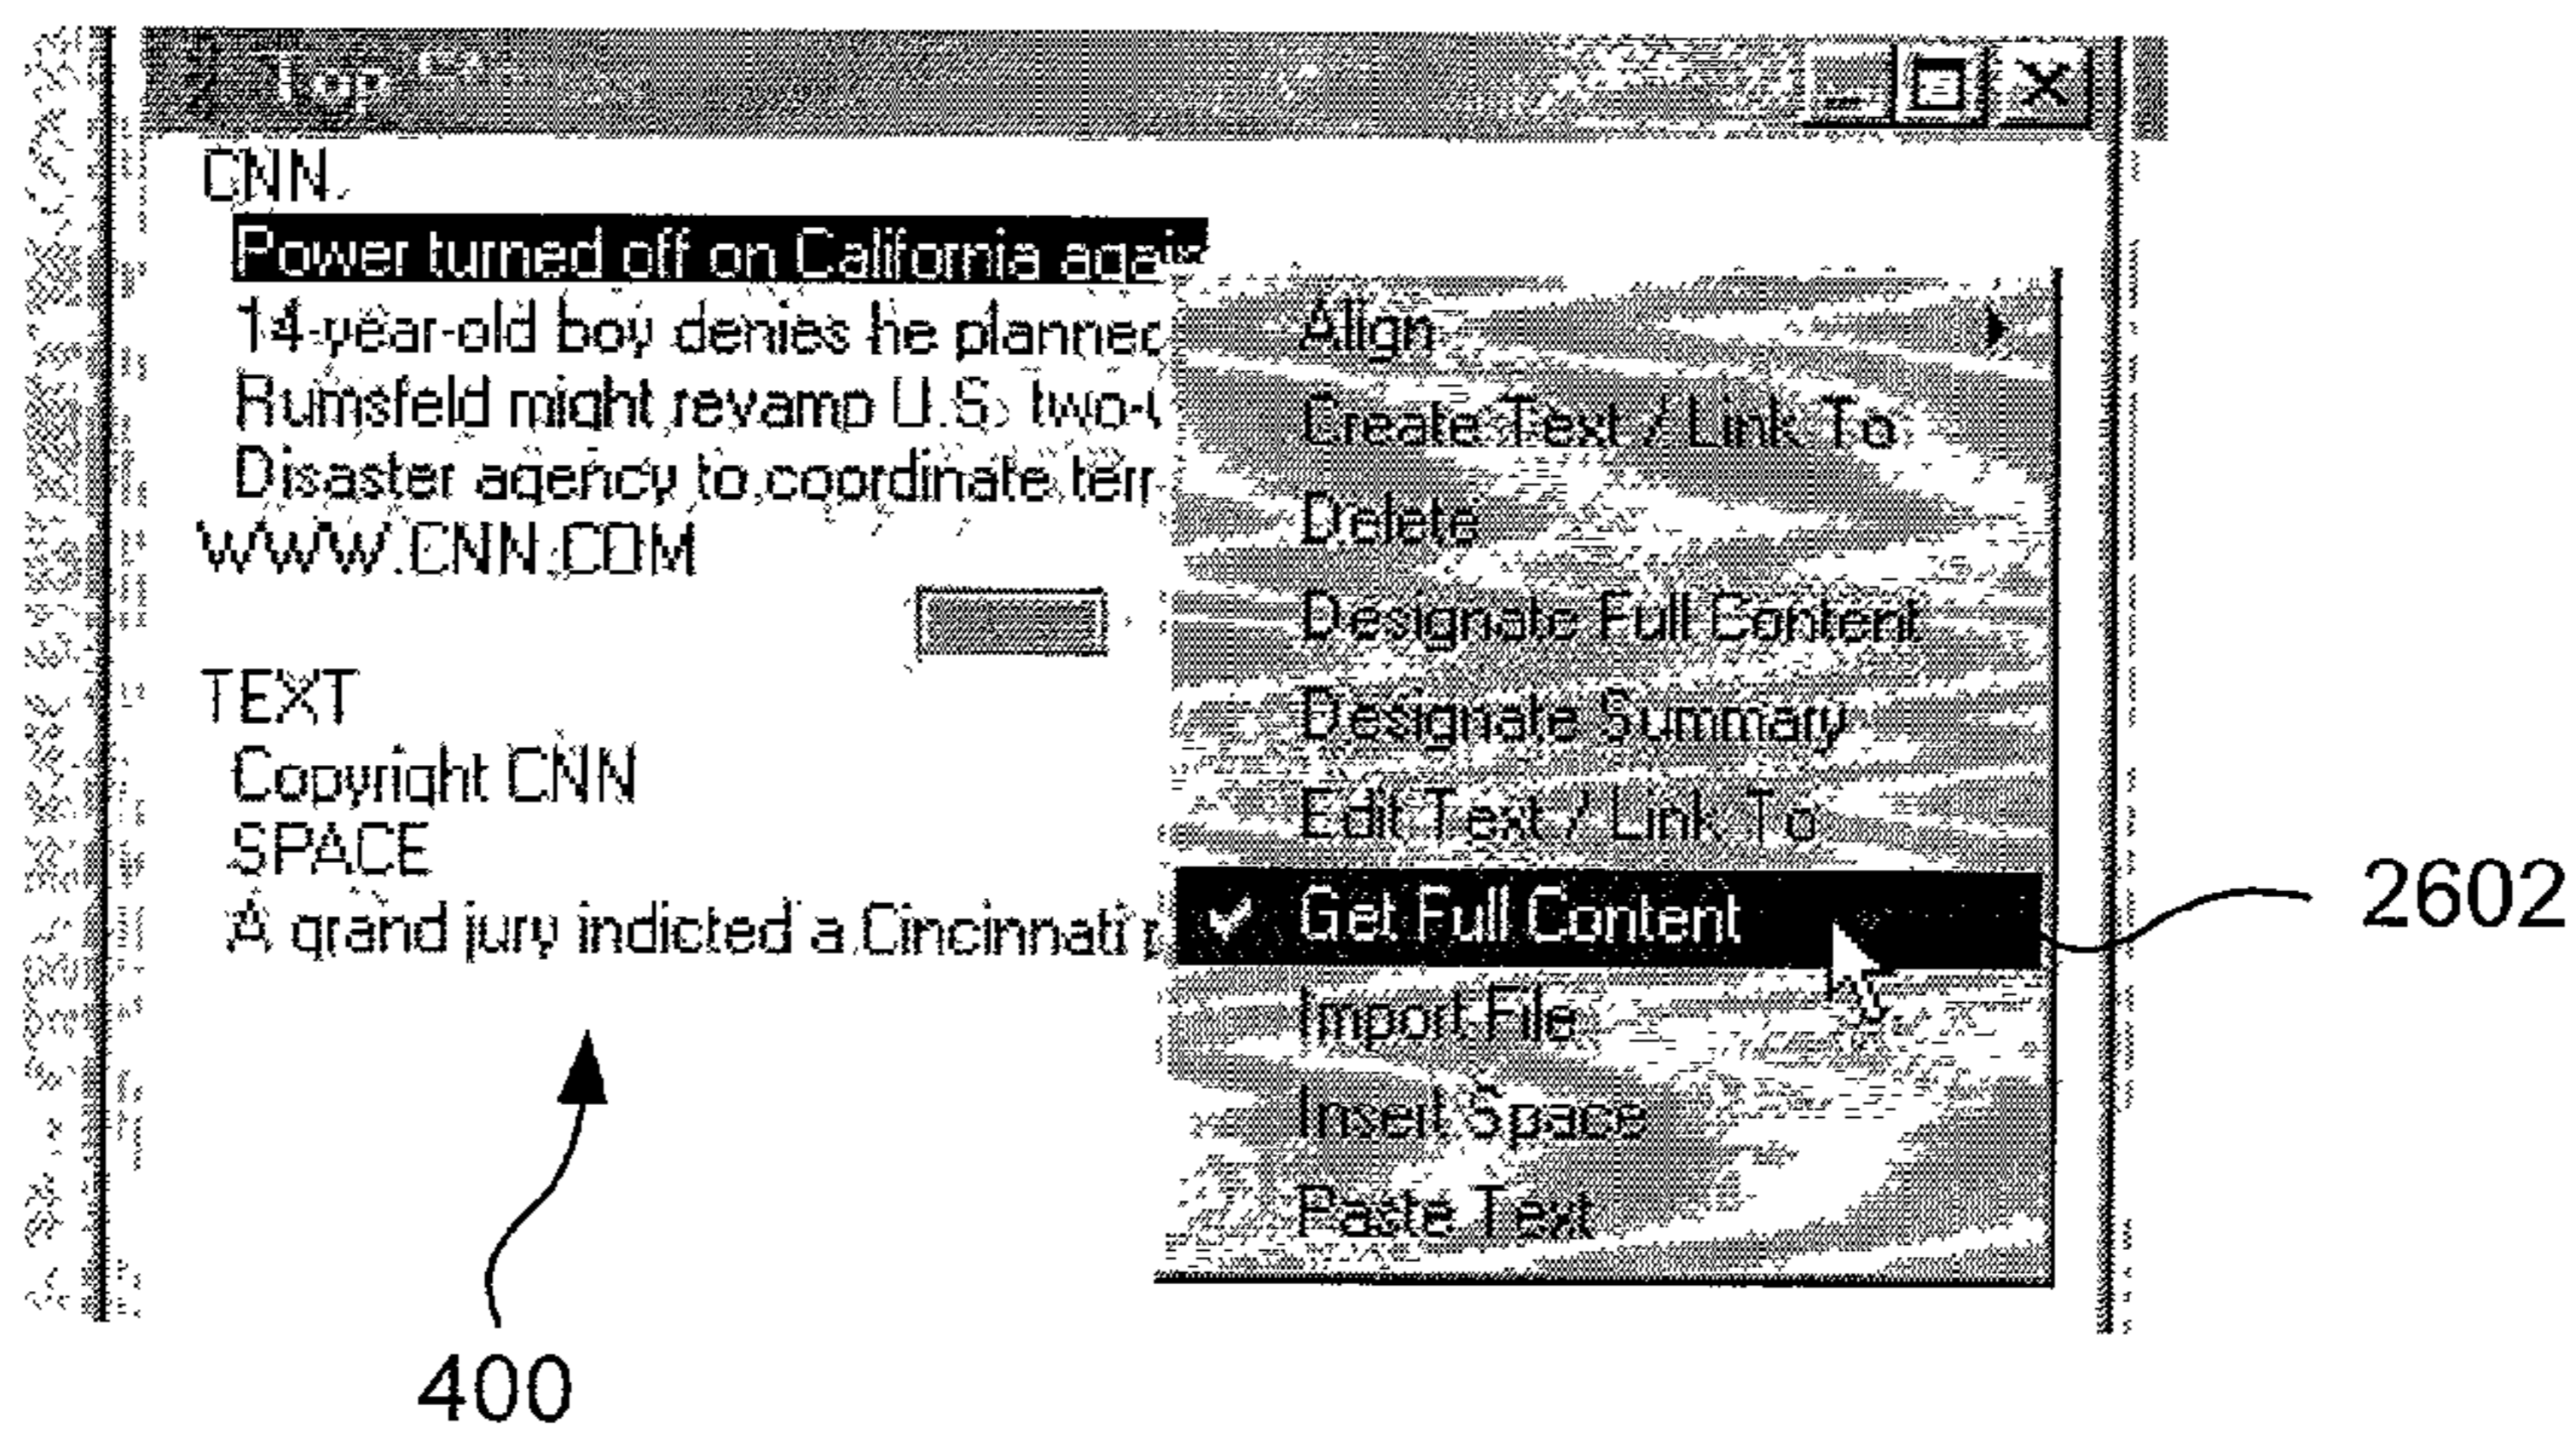 Top
CNN
Power turned off on California again
14-year-old boy denies he planned
Rumsfeld might revamp U.S. two-
Disaster agency to coordinate terr
WWW.CNN.COM
TEXT
Copyright CNN
SPACE
A grand jury indicted a Cincinnati p
Align
Create Text / Link To
Delete
Designate Full Content
Designate Summary
Edit Text / Link To
Get Full Content
Import File
Insert Space
Paste Text
2602
400